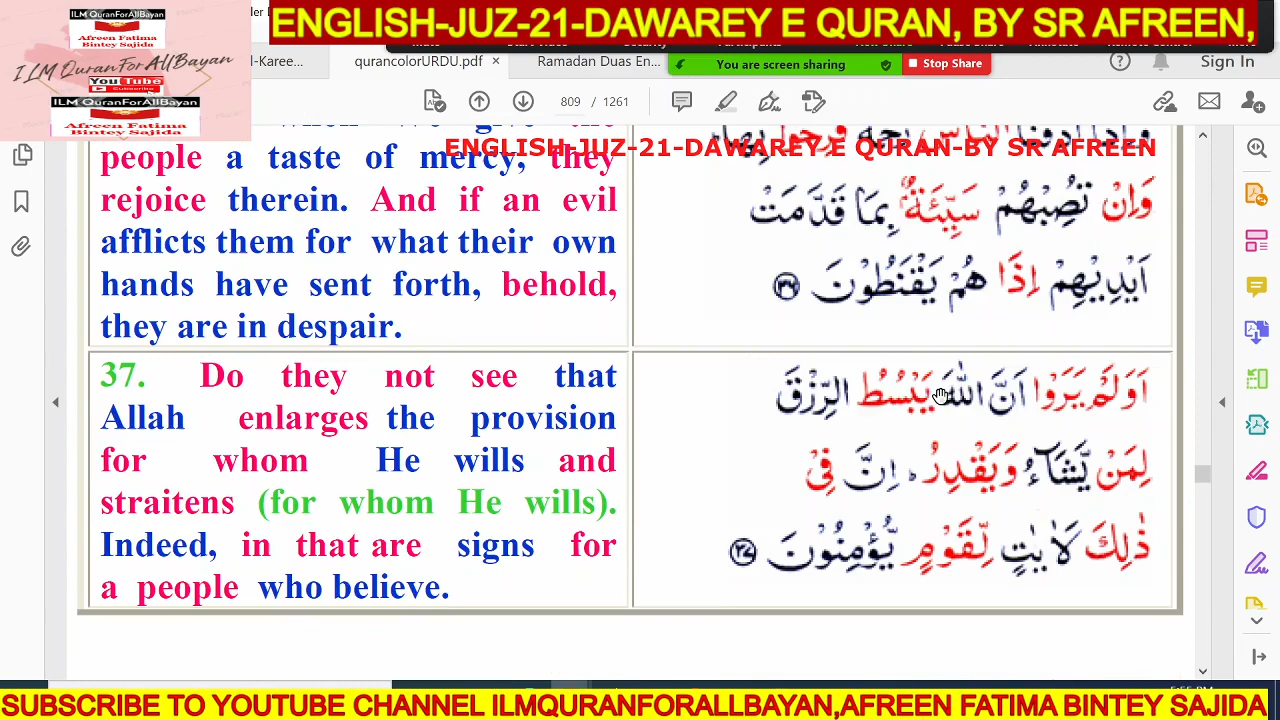 ENGLISH-JUZ-21-DAWAREY E QURAN, BY SR AFREEN,
ILM QuranForAllBayan
Afreen Fatima
Bintey Sajida
ILM QuranForAllBayan
YouTube
Subscribe
ILM QuranForAllBayan
Afreen Fatima
Bintey Sajida
l-Karee...
qurancolorURDU.pdf
Ramadan Duas En...
You are screen sharing
Stop Share
Sign In
809 / 1261
ENGLISH-JUZ-21-DAWAREY E QURAN-BY SR AFREEN
people a taste of mercy, they
rejoice therein. And if an evil
afflicts them for what their own
hands have sent forth, behold,
they are in despair.
وَاِنْ تُصِبْهُمْ سَيِّئَةٌۢ بِمَا قَدَّمَتْ
اَيْدِيْهِمْ اِذَا هُمْ يَقْنَطُوْنَ ﴿۳۶﴾
37. Do they not see that
Allah enlarges the provision
for whom He wills and
straitens (for whom He wills).
Indeed, in that are signs for
a people who believe.
اَوَلَمْ يَرَوْا اَنَّ اللّٰهَ يَبْسُطُ الرِّزْقَ
لِمَنْ يَّشَآءُ وَيَقْدِرُ ؕ اِنَّ فِىْ
ذٰلِكَ لَاٰيٰتٍ لِّقَوْمٍ يُّؤْمِنُوْنَ ﴿۳۷﴾
SUBSCRIBE TO YOUTUBE CHANNEL ILMQURANFORALLBAYAN,AFREEN FATIMA BINTEY SAJIDA